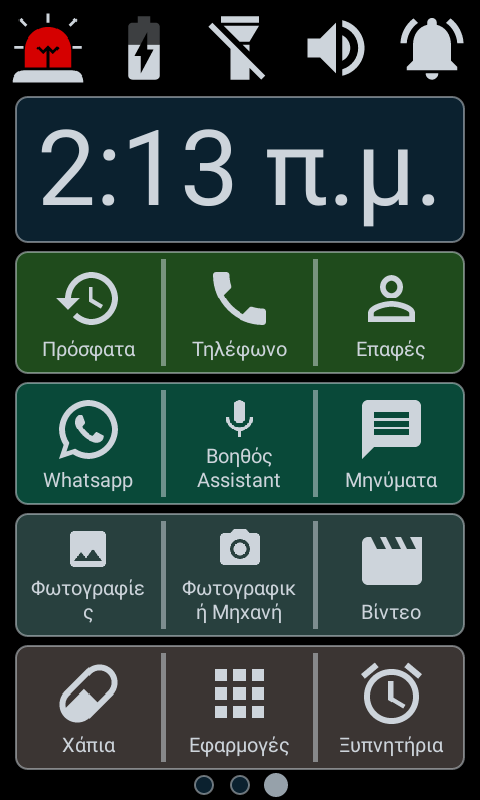 2:13 π.μ.
Πρόσφατα
Τηλέφωνο
Επαφές
Whatsapp
Βοηθός
Assistant
Μηνύματα
Φωτογραφίε
ς
Φωτογραφικ
ή Μηχανή
Βίντεο
Χάπια
Εφαρμογές
Ξυπνητήρια